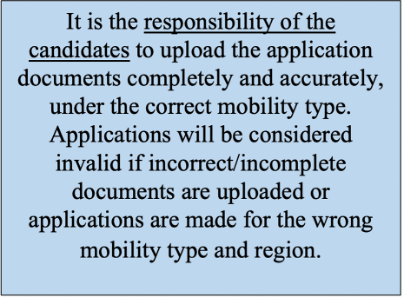 It is the responsibility of the
candidates to upload the application
documents completely and accurately,
under the correct mobility type.
Applications will be considered
invalid if incorrect/incomplete
documents are uploaded or
applications are made for the wrong
mobility type and region.